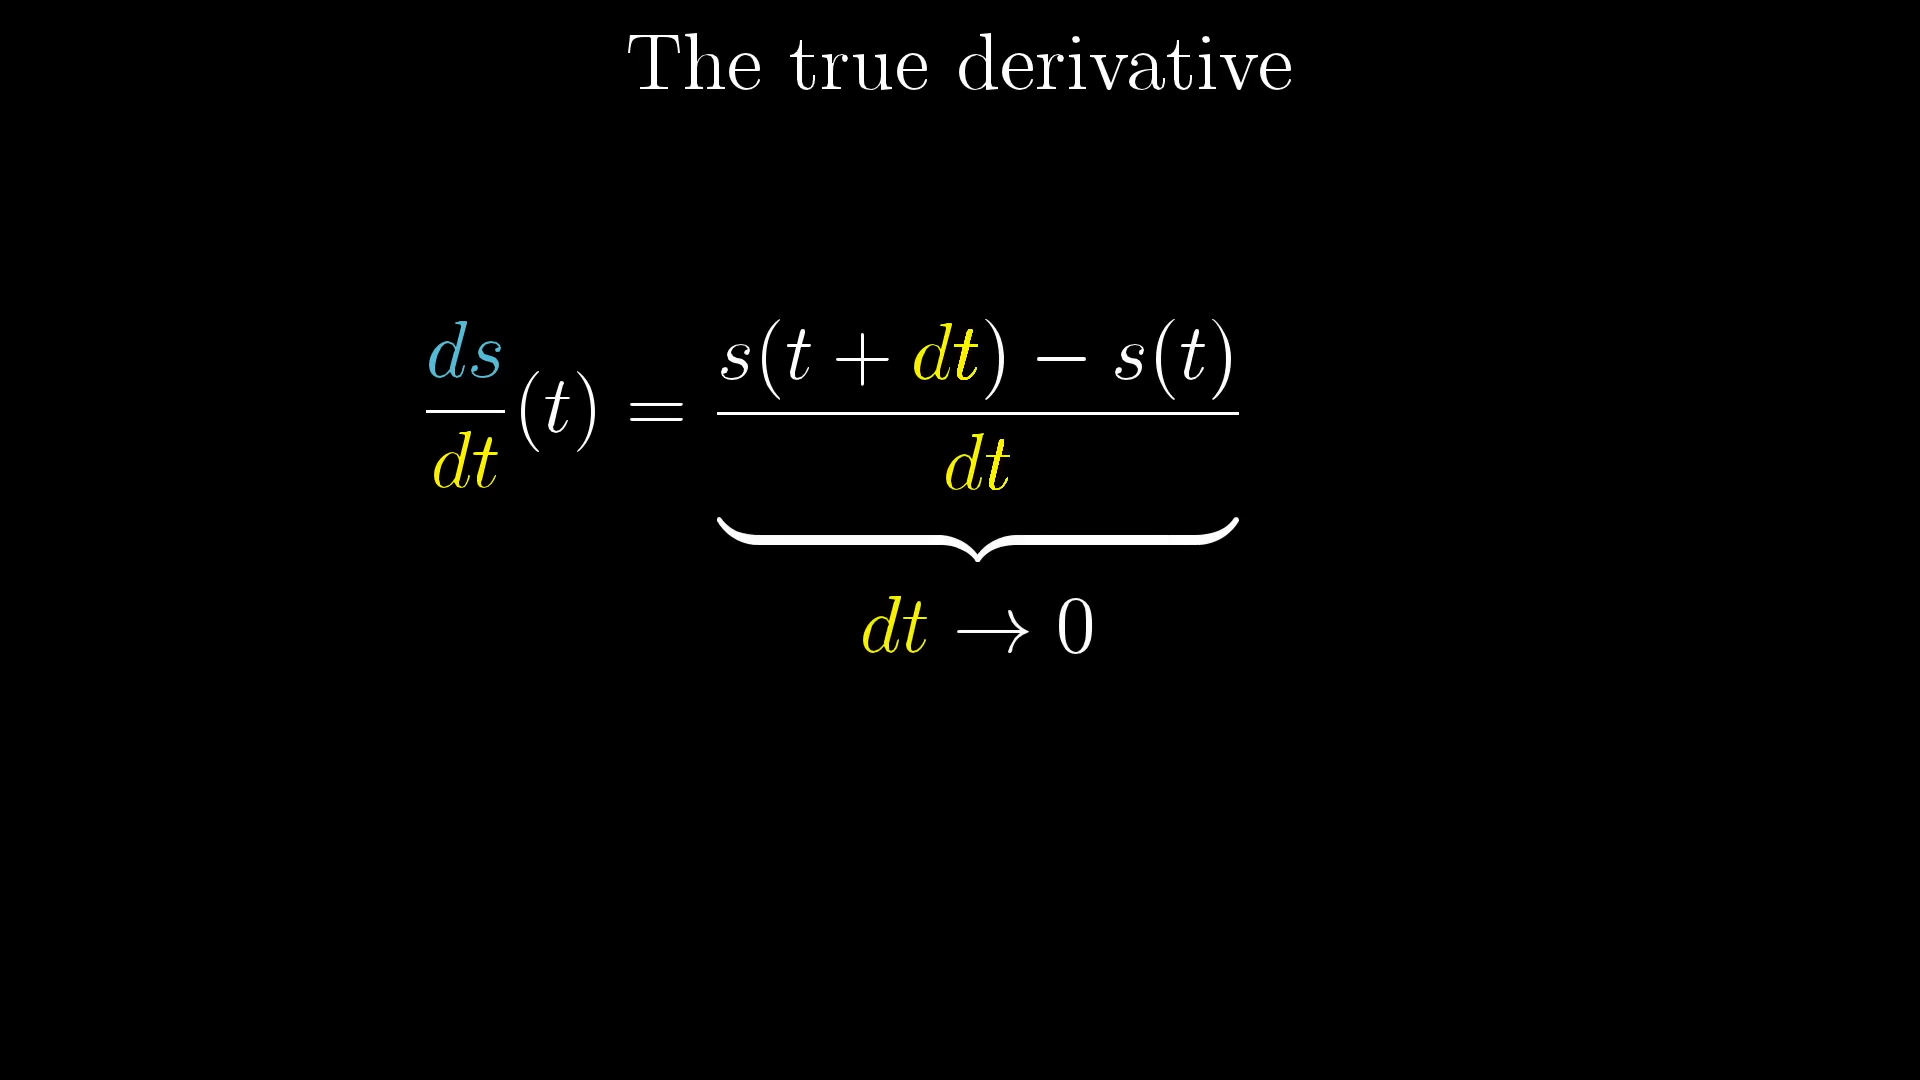 The true derivative
ds/dt (t) = (s(t + dt) − s(t))/dt
dt → 0